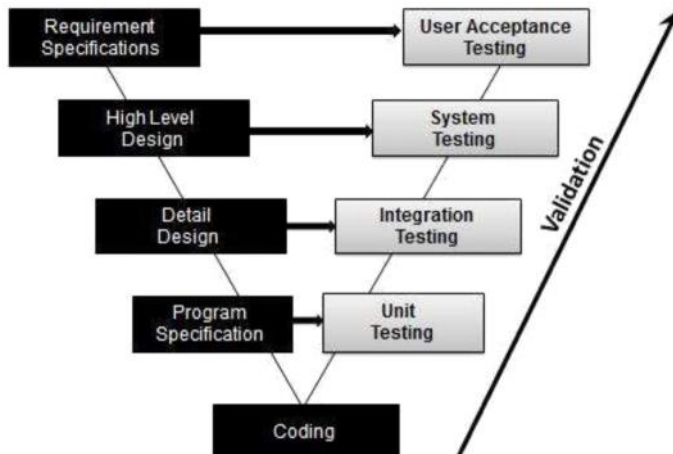 Requirement
Specifications
User Acceptance
Testing
High Level
Design
System
Testing
Detail
Design
Integration
Testing
Program
Specification
Unit
Testing
Coding
Validation